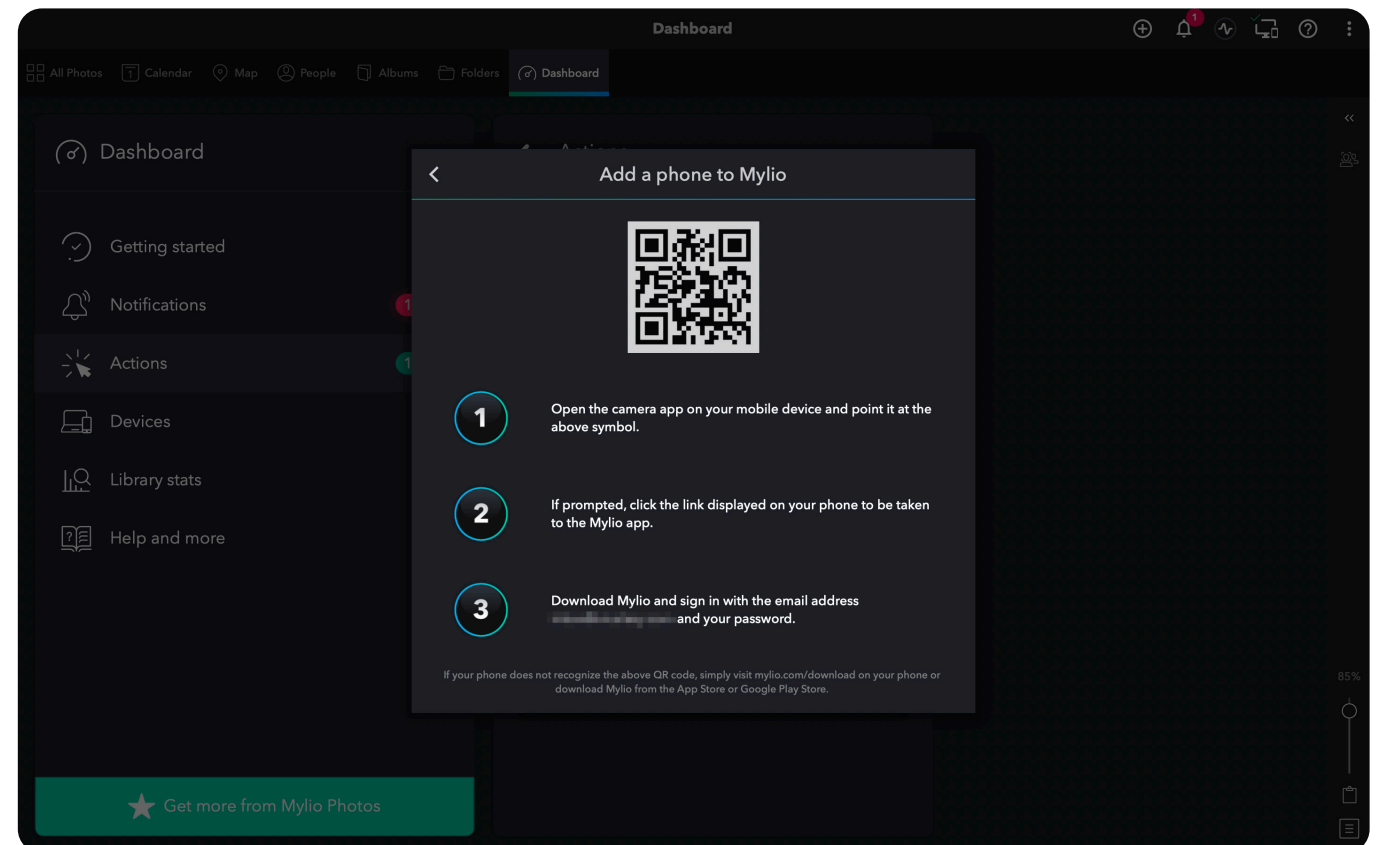 Dashboard
1
All Photos
1 Calendar
Map
People
Albums
Folders
Dashboard
Dashboard
Getting started
Notifications
1
Actions
1
Devices
Library stats
Help and more
Get more from Mylio Photos
Actions
Add a phone to Mylio
1
Open the camera app on your mobile device and point it at the
above symbol.
2
If prompted, click the link displayed on your phone to be taken
to the Mylio app.
3
Download Mylio and sign in with the email address
and your password.
If your phone does not recognize the above QR code, simply visit mylio.com/download on your phone or
download Mylio from the App Store or Google Play Store.
85%